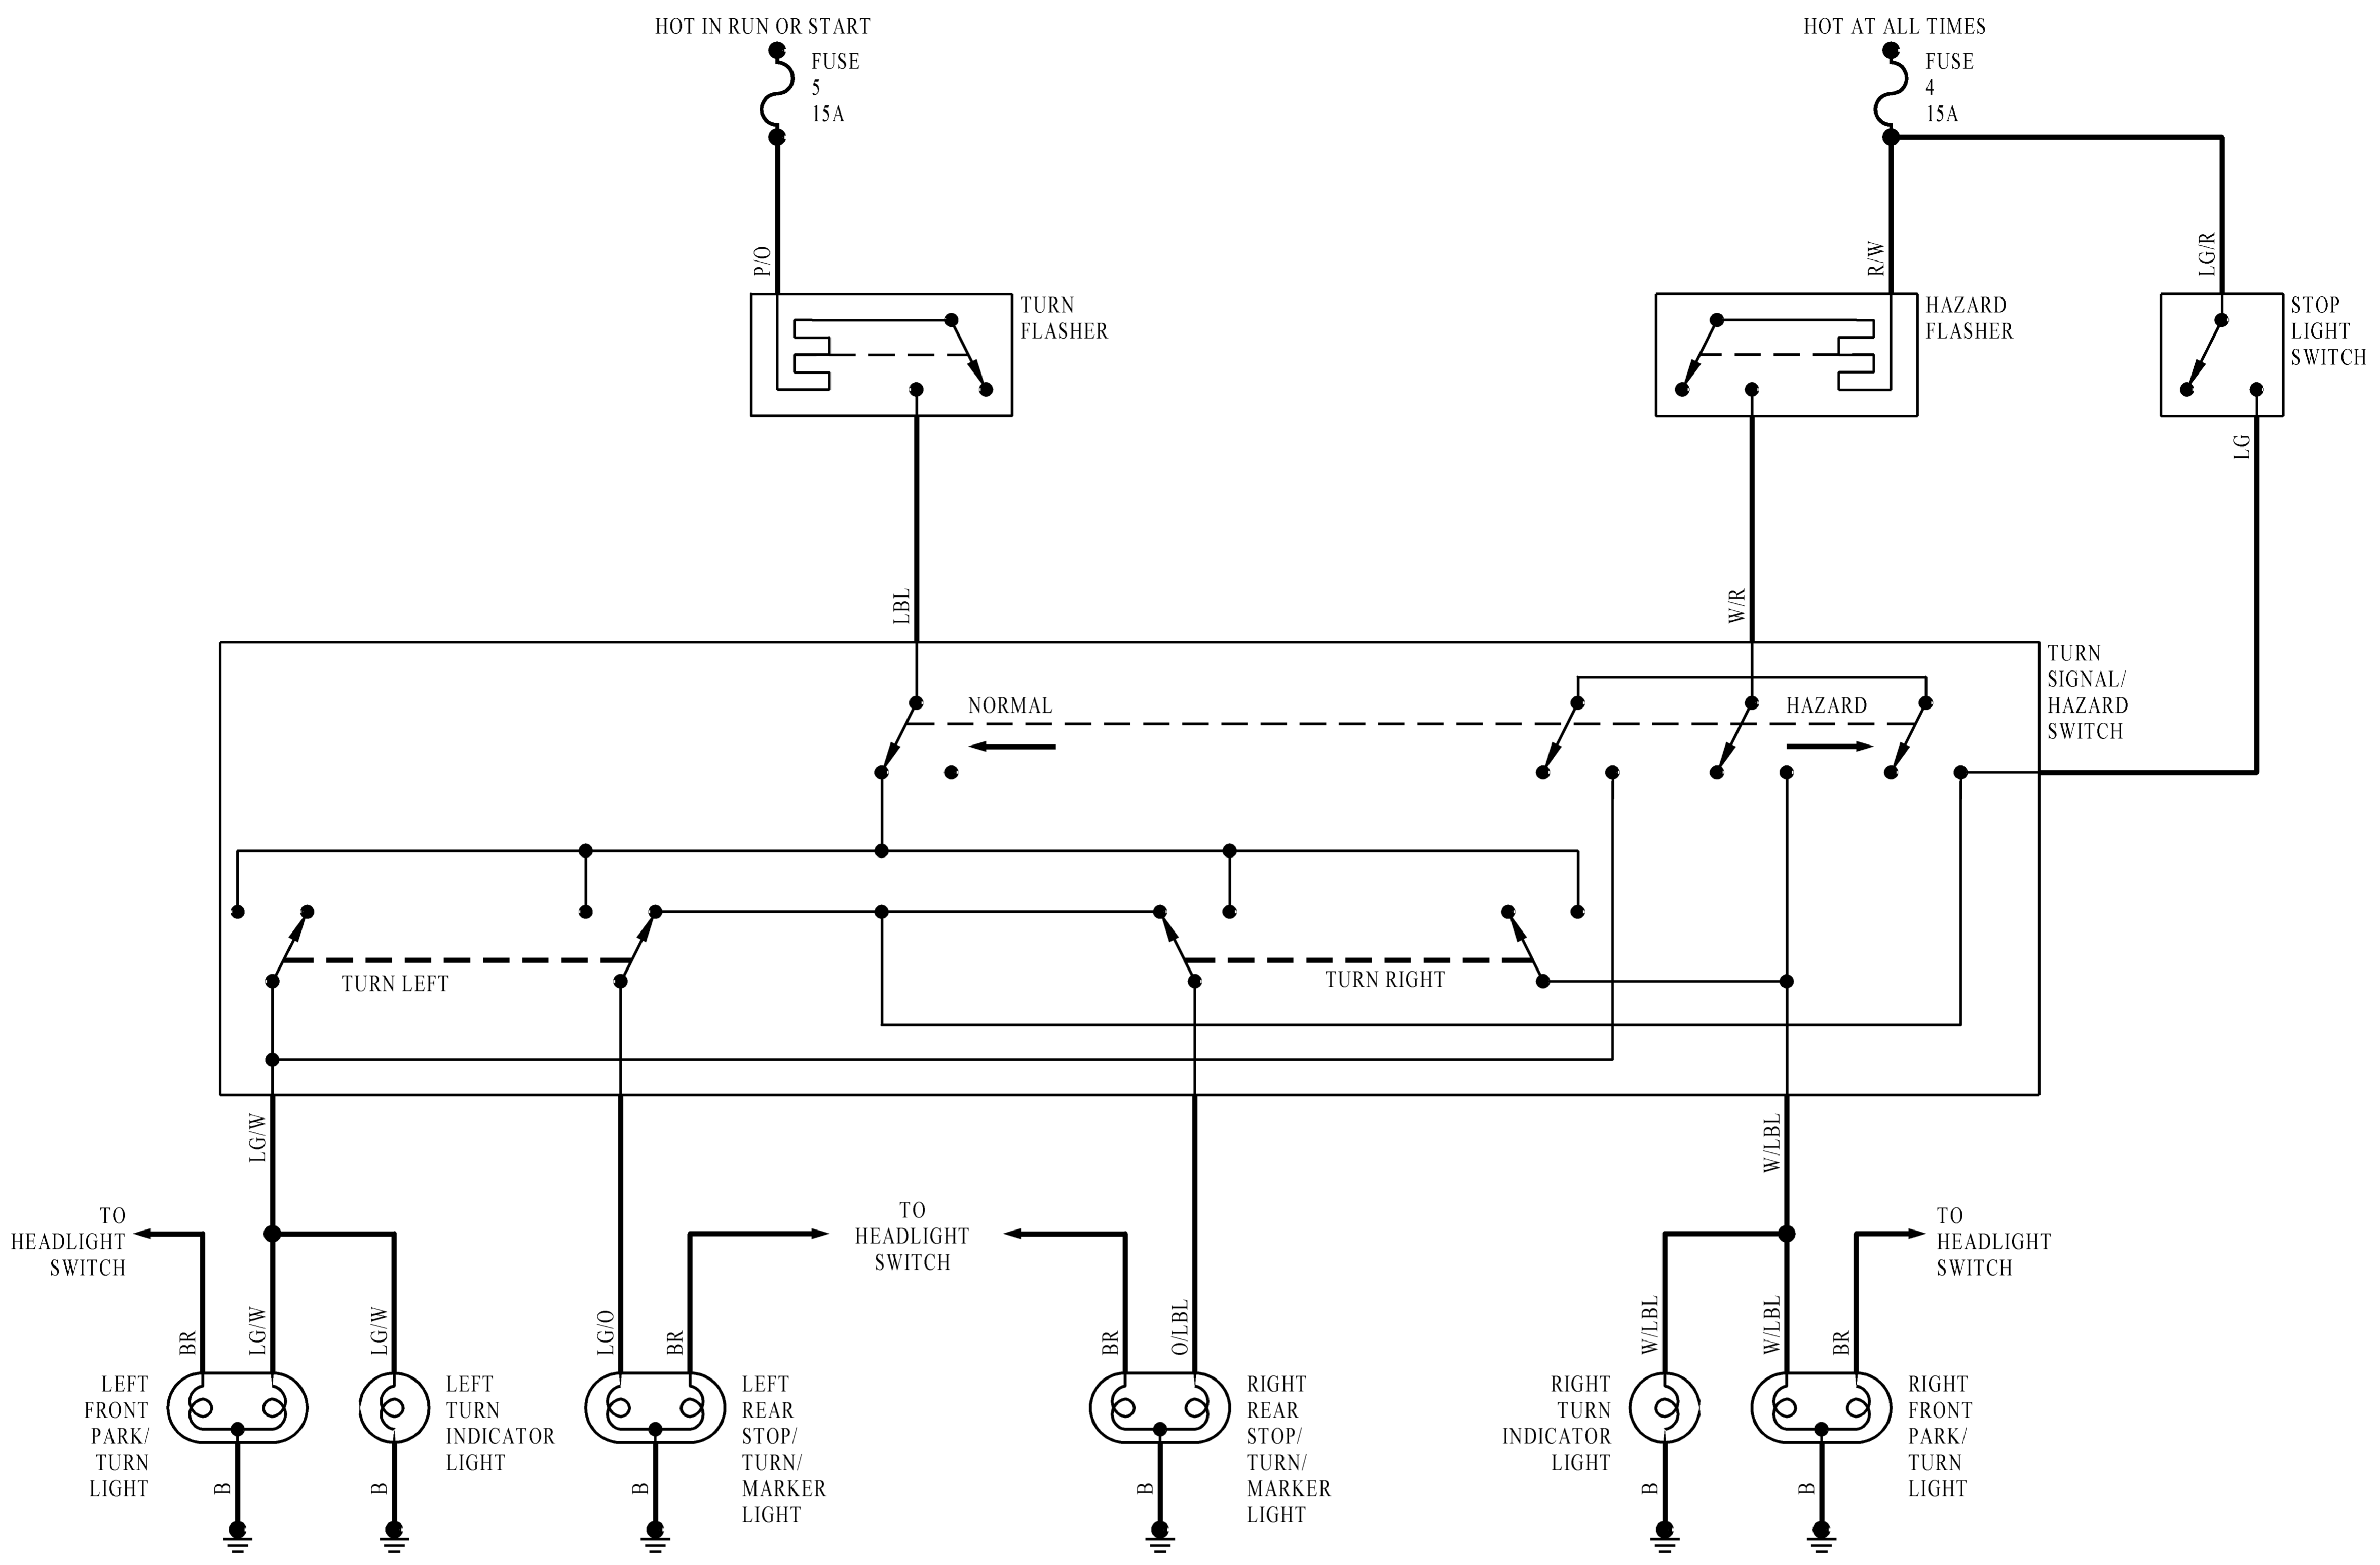 HOT IN RUN OR START
FUSE
5
15A
HOT AT ALL TIMES
FUSE
4
15A
P/O
R/W
LG/R
TURN
FLASHER
HAZARD
FLASHER
STOP
LIGHT
SWITCH
LG
LBL
W/R
TURN
SIGNAL/
HAZARD
SWITCH
NORMAL
HAZARD
TURN LEFT
TURN RIGHT
LG/W
W/LBL
TO
HEADLIGHT
SWITCH
TO
HEADLIGHT
SWITCH
TO
HEADLIGHT
SWITCH
BR
LG/W
LG/W
LG/O
BR
BR
O/LBL
W/LBL
W/LBL
BR
LEFT
FRONT
PARK/
TURN
LIGHT
LEFT
TURN
INDICATOR
LIGHT
LEFT
REAR
STOP/
TURN/
MARKER
LIGHT
RIGHT
REAR
STOP/
TURN/
MARKER
LIGHT
RIGHT
TURN
INDICATOR
LIGHT
RIGHT
FRONT
PARK/
TURN
LIGHT
B
B
B
B
B
B